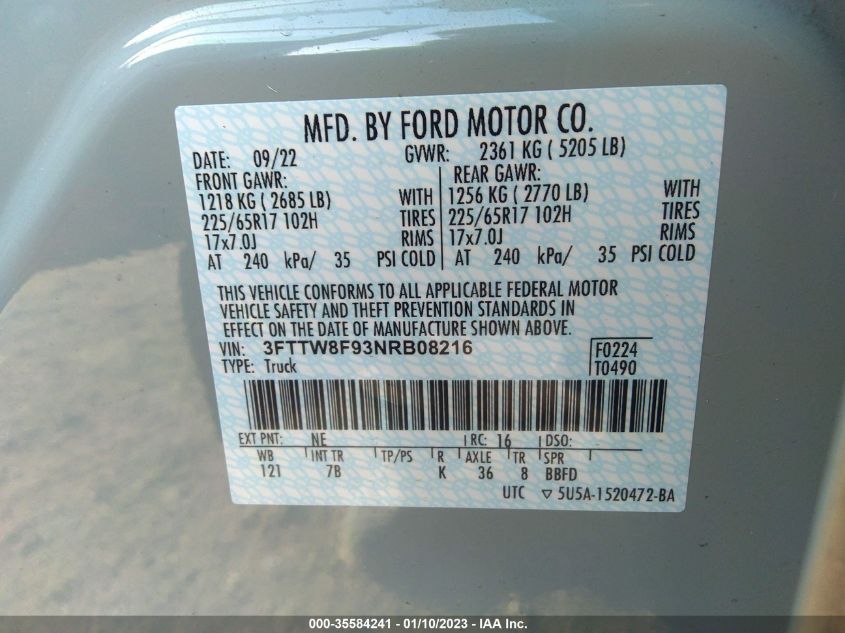 MFD. BY FORD MOTOR CO.
DATE: 09/22 GVWR: 2361 KG ( 5205 LB)
FRONT GAWR: REAR GAWR:
1218 KG ( 2685 LB) WITH 1256 KG ( 2770 LB) WITH
225/65R17 102H TIRES 225/65R17 102H TIRES
17x7.0J RIMS 17x7.0J RIMS
AT 240 kPa/ 35 PSI COLD AT 240 kPa/ 35 PSI COLD
THIS VEHICLE CONFORMS TO ALL APPLICABLE FEDERAL MOTOR
VEHICLE SAFETY AND THEFT PREVENTION STANDARDS IN
EFFECT ON THE DATE OF MANUFACTURE SHOWN ABOVE.
VIN: 3FTTW8F93NRB08216 F0224
TYPE: Truck T0490
EXT PNT: NE RC: 16 DSO:
WB INT TR TP/PS R AXLE TR SPR
121 7B K 36 8 BBFD
UTC ▽ 5U5A-1520472-BA
000-35584241 - 01/10/2023 - IAA Inc.